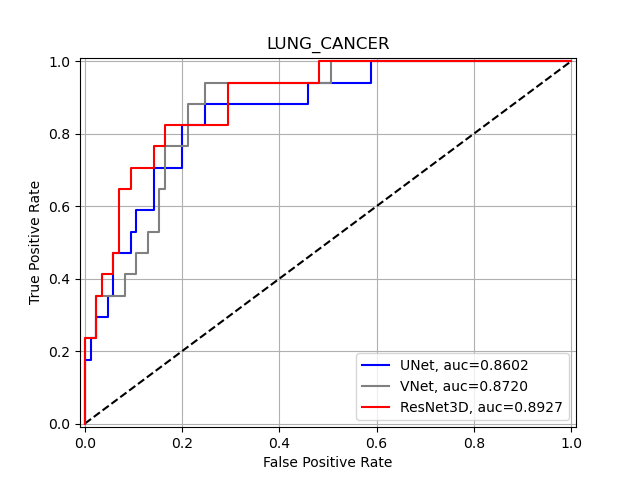 LUNG_CANCER
1.0
0.8
0.6
0.4
0.2
0.0
True Positive Rate
UNet, auc=0.8602
VNet, auc=0.8720
ResNet3D, auc=0.8927
0.0 0.2 0.4 0.6 0.8 1.0
False Positive Rate